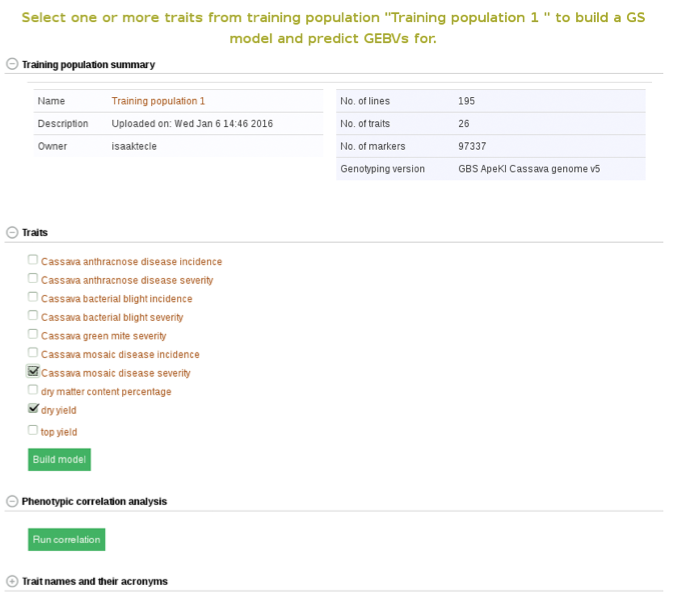 Select one or more traits from training population "Training population 1 " to build a GS
model and predict GEBVs for.
Training population summary
Name Training population 1
Description Uploaded on: Wed Jan 6 14:46 2016
Owner isaaktecle
No. of lines 195
No. of traits 26
No. of markers 97337
Genotyping version GBS ApeKI Cassava genome v5
Traits
Cassava anthracnose disease incidence
Cassava anthracnose disease severity
Cassava bacterial blight incidence
Cassava bacterial blight severity
Cassava green mite severity
Cassava mosaic disease incidence
Cassava mosaic disease severity
dry matter content percentage
dry yield
top yield
Build model
Phenotypic correlation analysis
Run correlation
Trait names and their acronyms